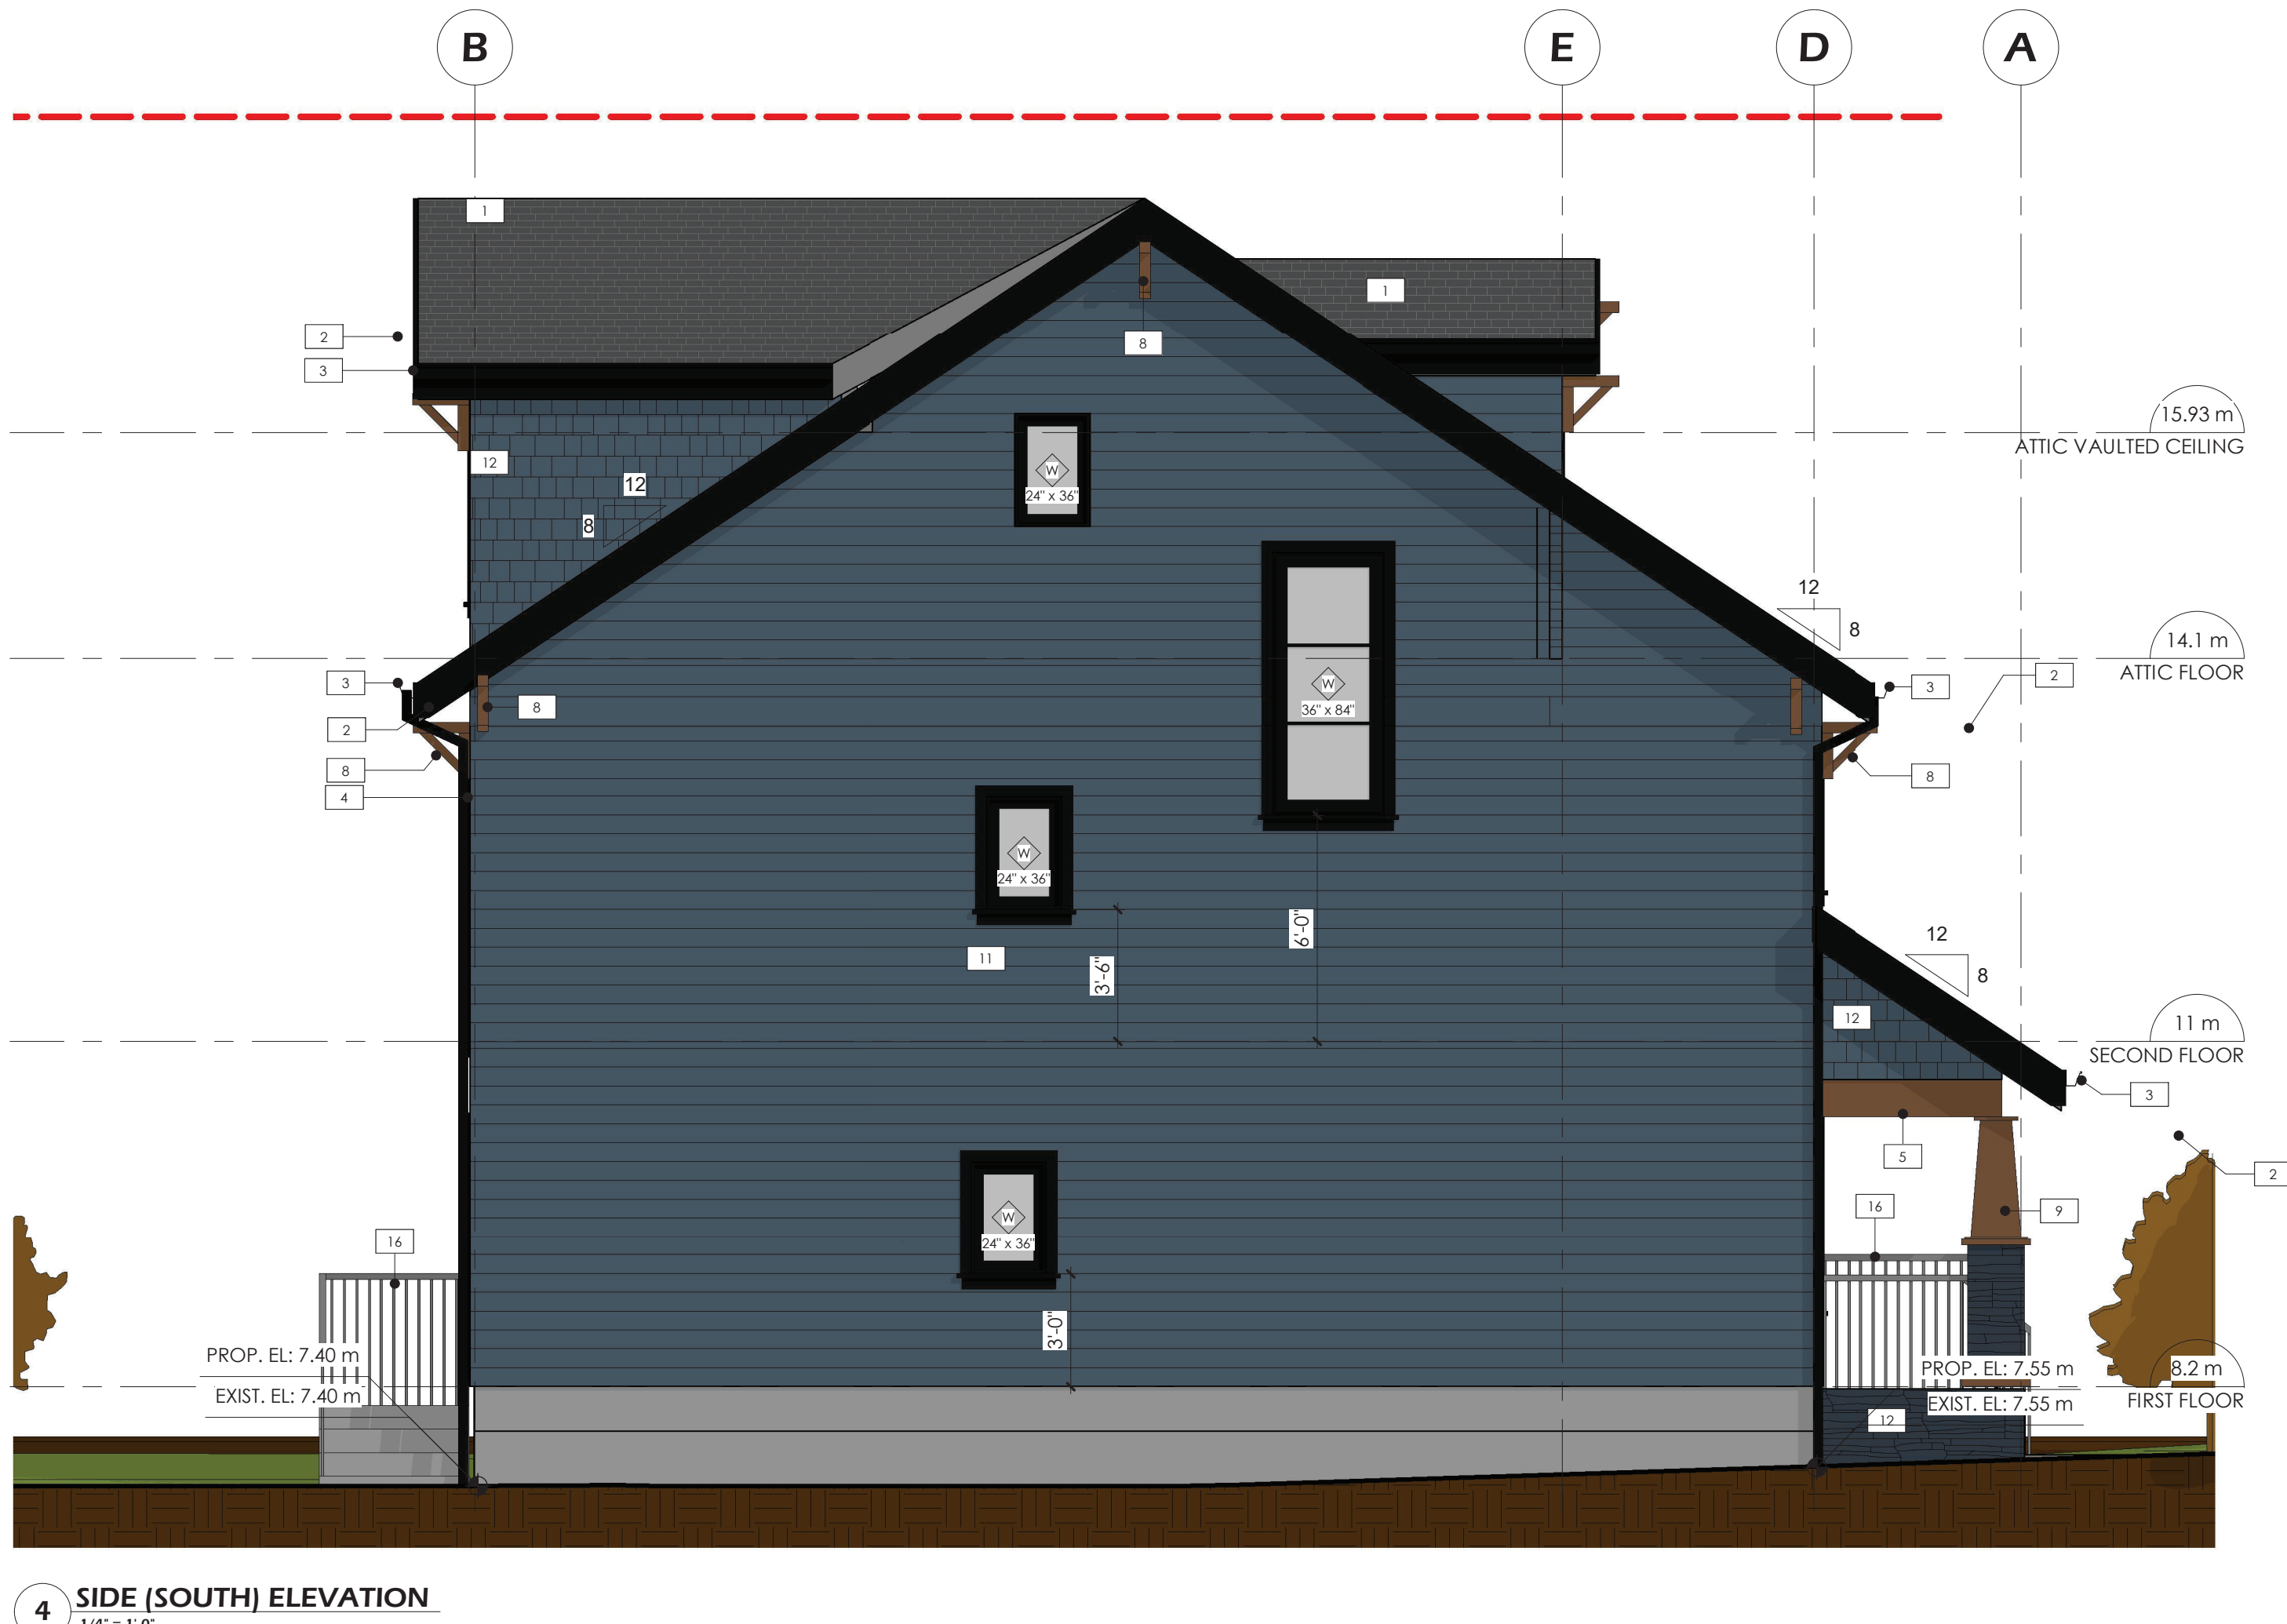 B
E
D
A
1
1
2
3
8
15.93 m
ATTIC VAULTED CEILING
12
12
8
W
24" x 36"
12
8
14.1 m
ATTIC FLOOR
3
2
8
8
4
W
36" x 84"
3
2
8
W
24" x 36"
11
3'-6"
6'-0"
12
8
12
11 m
SECOND FLOOR
3
5
2
16
9
16
W
24" x 36"
3'-0"
PROP. EL: 7.40 m
EXIST. EL: 7.40 m
PROP. EL: 7.55 m
EXIST. EL: 7.55 m
12
8.2 m
FIRST FLOOR
4
SIDE (SOUTH) ELEVATION
1/4" = 1'-0"